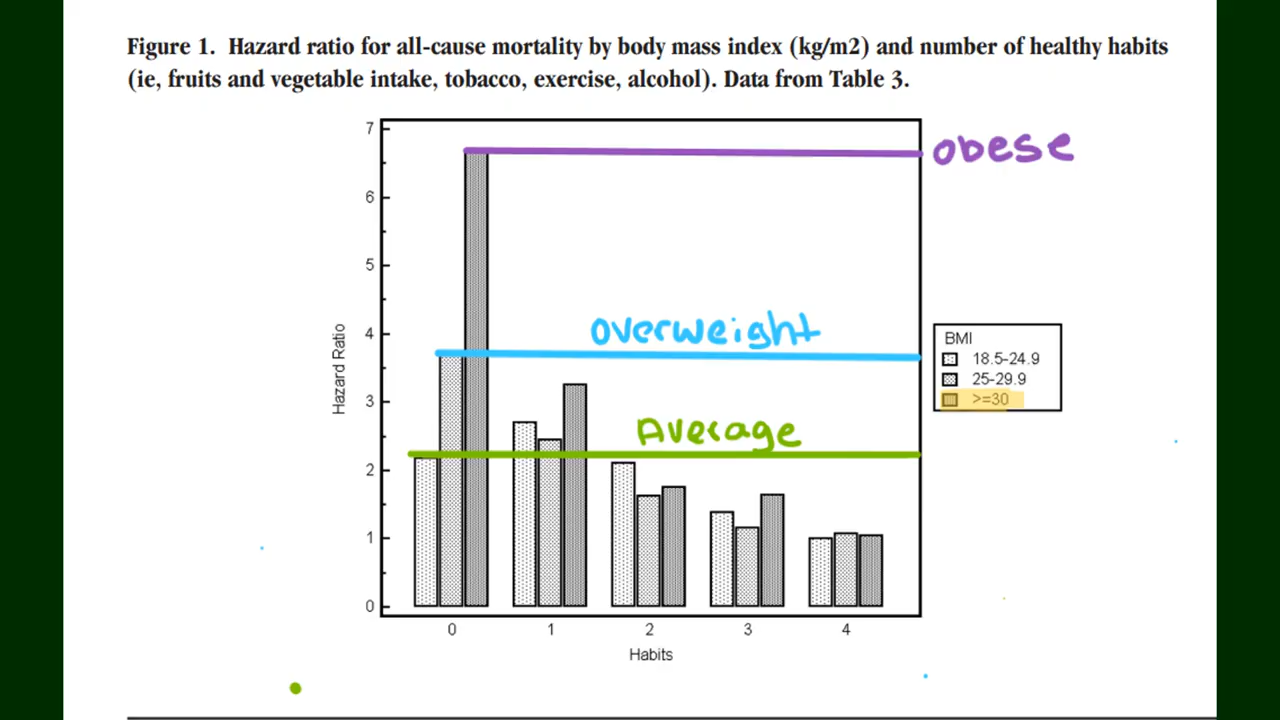 Figure 1. Hazard ratio for all-cause mortality by body mass index (kg/m2) and number of healthy habits
(ie, fruits and vegetable intake, tobacco, exercise, alcohol). Data from Table 3.
7
obese
6
5
overweight
4
BMI
18.5-24.9
25-29.9
>=30
Hazard Ratio
3
Average
2
1
0
0 1 2 3 4
Habits